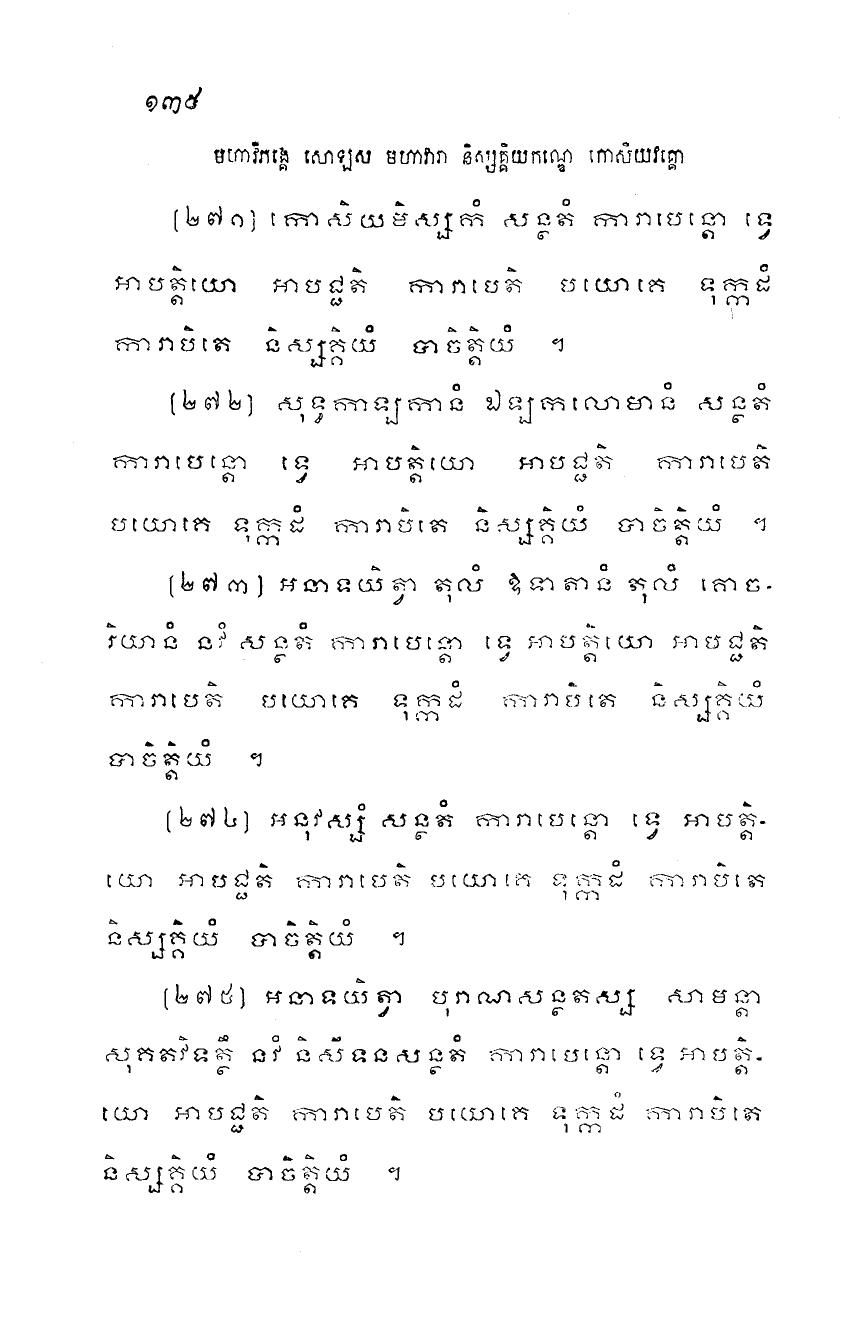 ១៣៥
មហាវិភង្គេ សោឡស មហាវារា និស្សគ្គិយកណ្ឌេ កោសិយវគ្គោ
[២៧១] កោសិយមិស្សកំ សន្ថតំ ការាបេន្តោ ទ្វេ
អាបត្តិយោ អាបជ្ជតិ ការាបេតិ បយោគេ ទុក្កដំ
ការាបិតេ និស្សគ្គិយំ បាចិត្តិយំ ។
[២៧២] សុទ្ធកាឡកានំ ឯឡកលោមានំ សន្ថតំ
ការាបេន្តោ ទ្វេ អាបត្តិយោ អាបជ្ជតិ ការាបេតិ
បយោគេ ទុក្កដំ ការាបិតេ និស្សគ្គិយំ បាចិត្តិយំ ។
[២៧៣] អនាទយិត្វា តុលំ ឱទាតានំ តុលំ គោច-
រិយានំ នវំ សន្ថតំ ការាបេន្តោ ទ្វេ អាបត្តិយោ អាបជ្ជតិ
ការាបេតិ បយោគេ ទុក្កដំ ការាបិតេ និស្សគ្គិយំ
បាចិត្តិយំ ។
[២៧៤] អនុវស្សំ សន្ថតំ ការាបេន្តោ ទ្វេ អាបត្តិ-
យោ អាបជ្ជតិ ការាបេតិ បយោគេ ទុក្កដំ ការាបិតេ
និស្សគ្គិយំ បាចិត្តិយំ ។
[២៧៥] អនាទយិត្វា បុរាណសន្ថតស្ស សាមន្តា
សុគតវិទត្ថឹ នវំ និសីទនសន្ថតំ ការាបេន្តោ ទ្វេ អាបត្តិ-
យោ អាបជ្ជតិ ការាបេតិ បយោគេ ទុក្កដំ ការាបិតេ
និស្សគ្គិយំ បាចិត្តិយំ ។